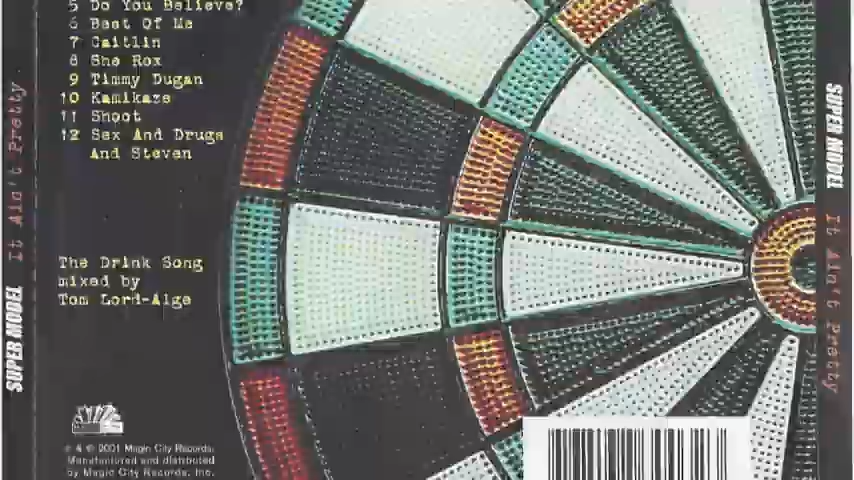 5 Do You Believe?
6 Best Of Me
7 Caitlin
8 She Rox
9 Timmy Dugan
10 Kamikaze
11 Shoot
12 Sex And Drugs
And Steven
The Drink Song
mixed by
Tom Lord-Alge
℗ & © 2001 Magic City Records.
Manufactured and distributed
by Magic City Records, Inc.
SUPER MODEL It Ain't Pretty
SUPER MODEL It Ain't Pretty